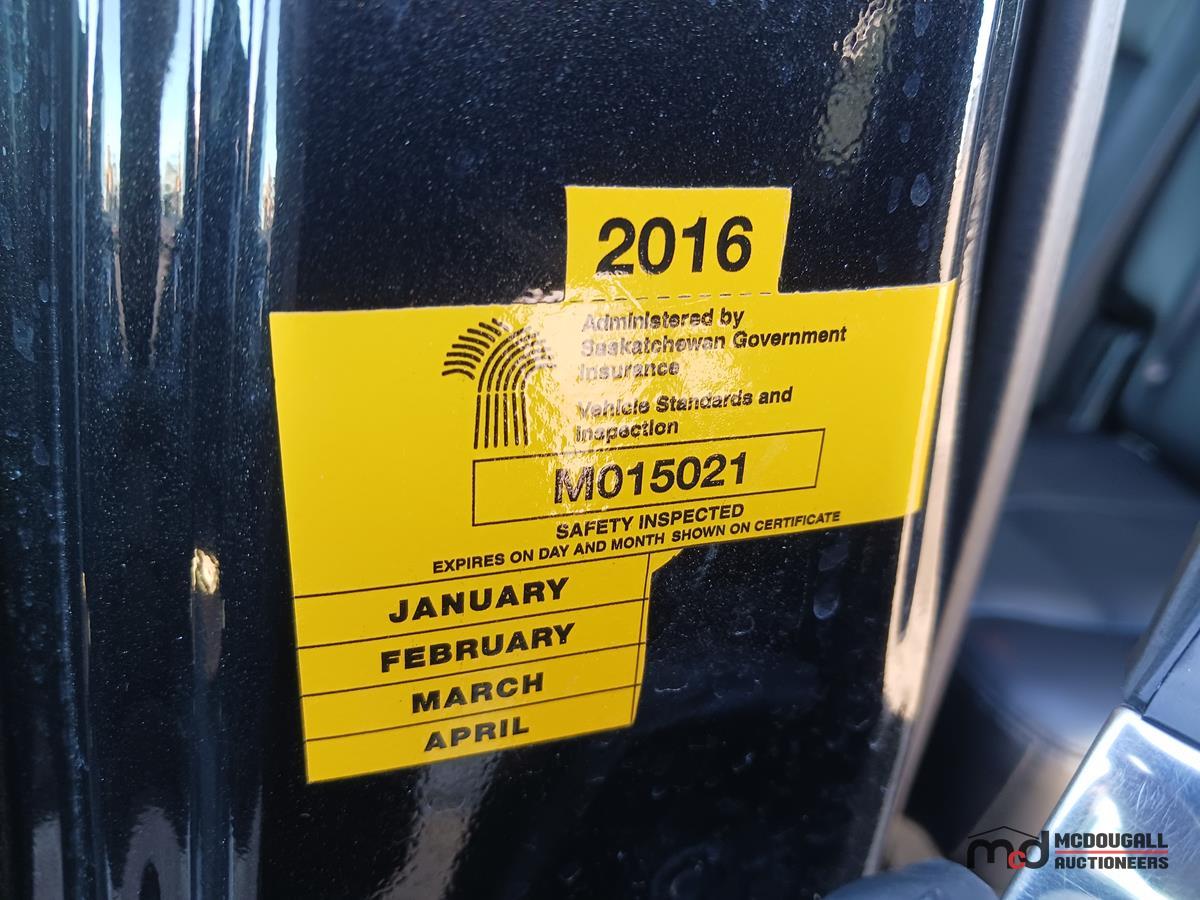 2016
Administered by
Saskatchewan Government
Insurance
Vehicle Standards and
Inspection
M015021
SAFETY INSPECTED
EXPIRES ON DAY AND MONTH SHOWN ON CERTIFICATE
JANUARY
FEBRUARY
MARCH
APRIL
mcd MCDOUGALL
AUCTIONEERS